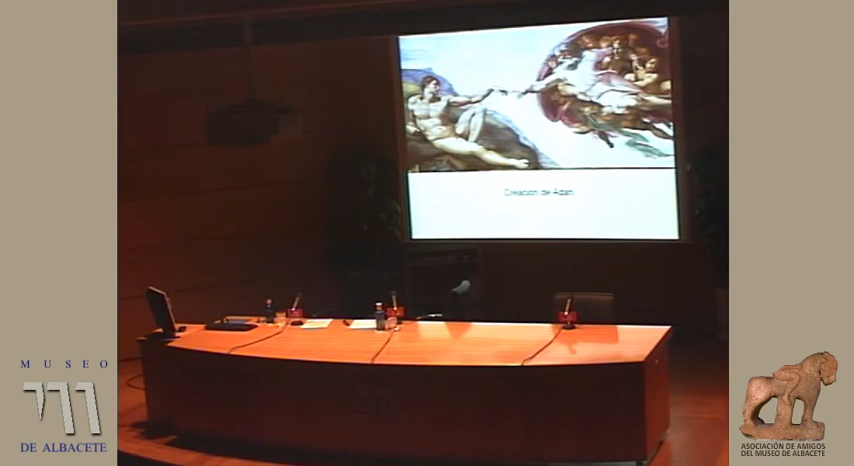 Creación de Adán
MUSEO
DE ALBACETE
ASOCIACIÓN DE AMIGOS
DEL MUSEO DE ALBACETE